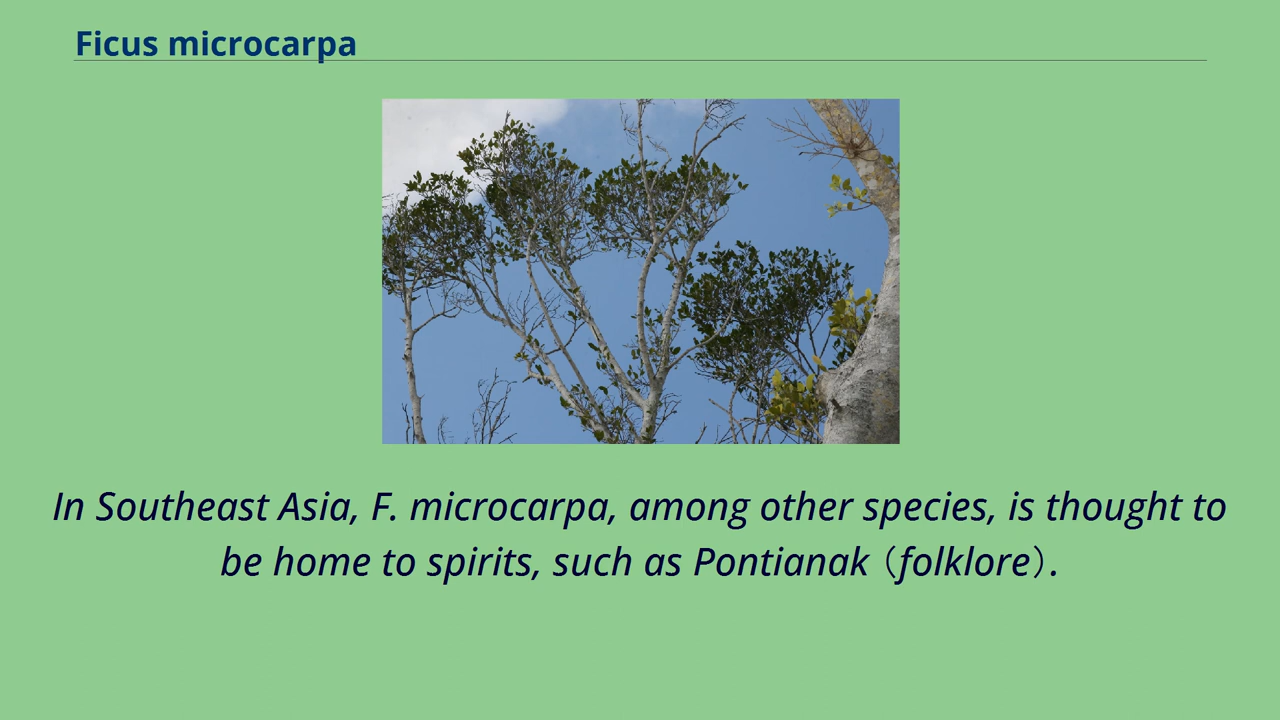 Ficus microcarpa
In Southeast Asia, F. microcarpa, among other species, is thought to
be home to spirits, such as Pontianak（folklore）.